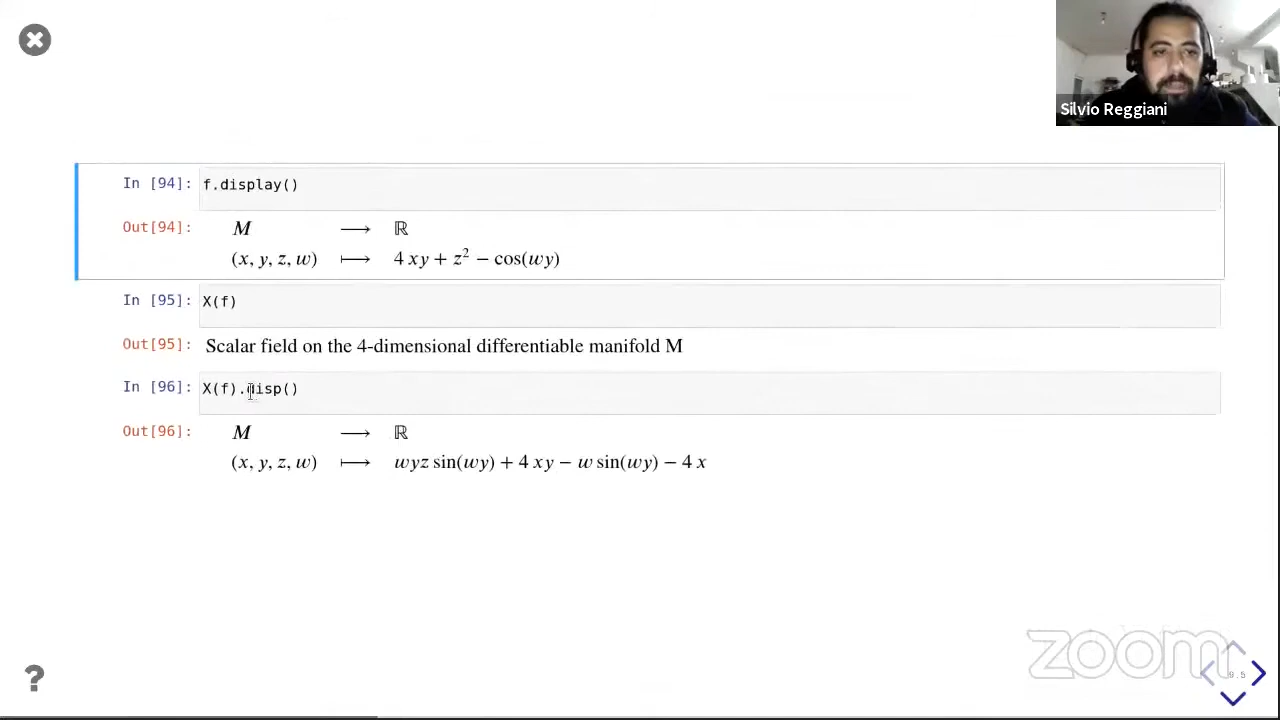 Silvio Reggiani
In [94]: f.display()
Out[94]: M ⟶ ℝ
(x, y, z, w) ⟼ 4 xy + z² − cos(wy)
In [95]: X(f)
Out[95]: Scalar field on the 4-dimensional differentiable manifold M
In [96]: X(f).disp()
Out[96]: M ⟶ ℝ
(x, y, z, w) ⟼ wyz sin(wy) + 4 xy − w sin(wy) − 4 x
zoom
?
9.5